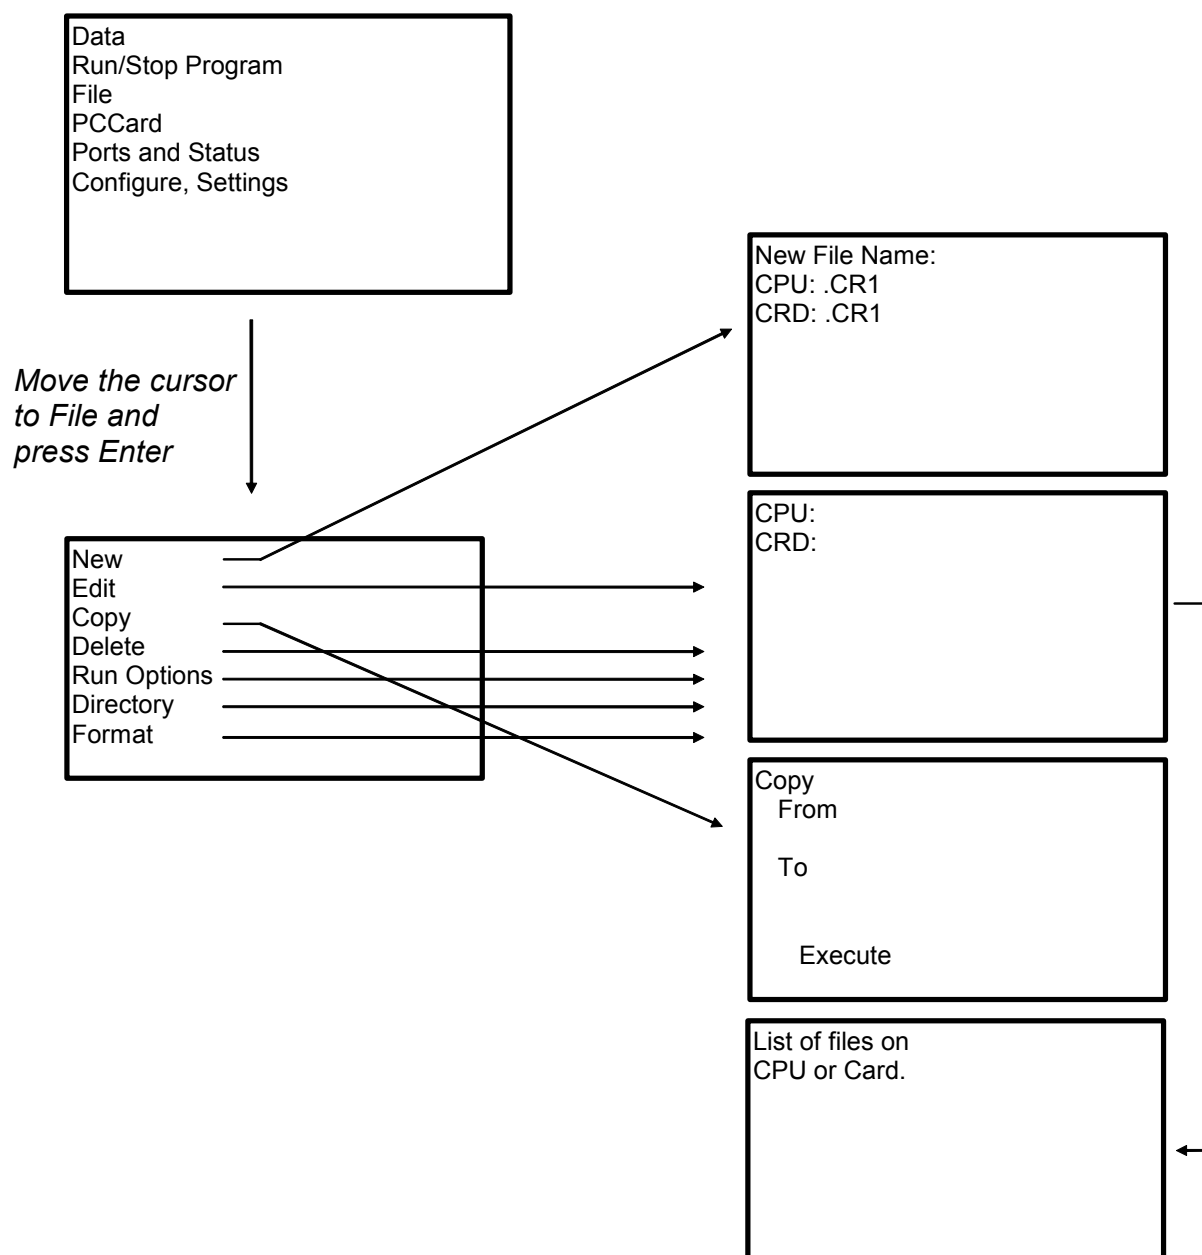 Data
Run/Stop Program
File
PCCard
Ports and Status
Configure, Settings
Move the cursor
to File and
press Enter
New
Edit
Copy
Delete
Run Options
Directory
Format
New File Name:
CPU: .CR1
CRD: .CR1
CPU:
CRD:
Copy
From
To
Execute
List of files on
CPU or Card.